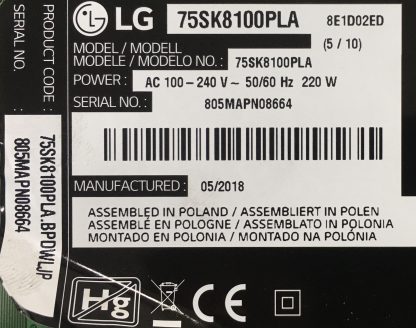 LG 75SK8100PLA 8E1D02ED
(5 / 10)
MODEL / MODELL
MODELE / MODELO NO. : 75SK8100PLA
POWER : AC 100 – 240 V ~ 50/60 Hz 220 W
SERIAL NO. : 805MAPN08664
MANUFACTURED : 05/2018
ASSEMBLED IN POLAND / ASSEMBLIERT IN POLEN
ASSEMBLÉ EN POLOGNE / ASSEMBLATO IN POLONIA
MONTADO EN POLONIA / MONTADO NA POLÓNIA
Hg CE
PRODUCT CODE : 75SK8100PLA.BPDWLJP
SERIAL NO. : 805MAPN08664